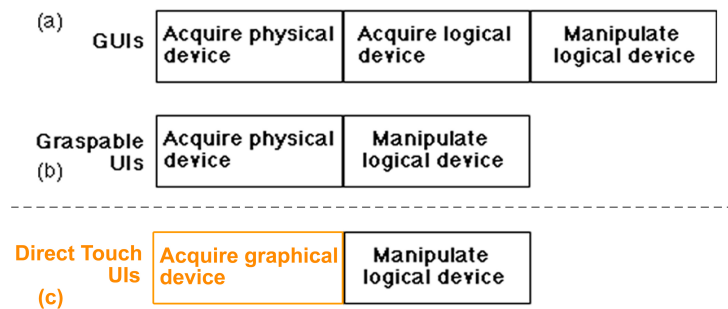 (a)
GUIs
Acquire physical
device
Acquire logical
device
Manipulate
logical device
Graspable
UIs
(b)
Acquire physical
device
Manipulate
logical device
Direct Touch
UIs
(c)
Acquire graphical
device
Manipulate
logical device